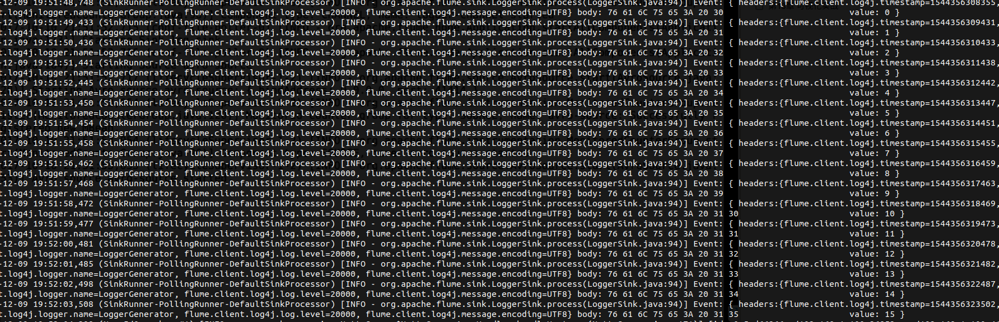 -12-09 19:51:48,748 (SinkRunner-PollingRunner-DefaultSinkProcessor) [INFO - org.apache.flume.sink.LoggerSink.process(LoggerSink.java:94)] Event: { headers:{flume.client.log4j.timestamp=1544356308355,
t.log4j.logger.name=LoggerGenerator, flume.client.log4j.log.level=20000, flume.client.log4j.message.encoding=UTF8} body: 76 61 6C 75 65 3A 20 30 value: 0 }
-12-09 19:51:49,435 (SinkRunner-PollingRunner-DefaultSinkProcessor) [INFO - org.apache.flume.sink.LoggerSink.process(LoggerSink.java:94)] Event: { headers:{flume.client.log4j.timestamp=1544356309431,
t.log4j.logger.name=LoggerGenerator, flume.client.log4j.log.level=20000, flume.client.log4j.message.encoding=UTF8} body: 76 61 6C 75 65 3A 20 31 value: 1 }
-12-09 19:51:50,436 (SinkRunner-PollingRunner-DefaultSinkProcessor) [INFO - org.apache.flume.sink.LoggerSink.process(LoggerSink.java:94)] Event: { headers:{flume.client.log4j.timestamp=1544356310433,
t.log4j.logger.name=LoggerGenerator, flume.client.log4j.log.level=20000, flume.client.log4j.message.encoding=UTF8} body: 76 61 6C 75 65 3A 20 32 value: 2 }
-12-09 19:51:51,441 (SinkRunner-PollingRunner-DefaultSinkProcessor) [INFO - org.apache.flume.sink.LoggerSink.process(LoggerSink.java:94)] Event: { headers:{flume.client.log4j.timestamp=1544356311438,
t.log4j.logger.name=LoggerGenerator, flume.client.log4j.log.level=20000, flume.client.log4j.message.encoding=UTF8} body: 76 61 6C 75 65 3A 20 33 value: 3 }
-12-09 19:51:52,445 (SinkRunner-PollingRunner-DefaultSinkProcessor) [INFO - org.apache.flume.sink.LoggerSink.process(LoggerSink.java:94)] Event: { headers:{flume.client.log4j.timestamp=1544356312442,
t.log4j.logger.name=LoggerGenerator, flume.client.log4j.log.level=20000, flume.client.log4j.message.encoding=UTF8} body: 76 61 6C 75 65 3A 20 34 value: 4 }
-12-09 19:51:53,450 (SinkRunner-PollingRunner-DefaultSinkProcessor) [INFO - org.apache.flume.sink.LoggerSink.process(LoggerSink.java:94)] Event: { headers:{flume.client.log4j.timestamp=1544356313447,
t.log4j.logger.name=LoggerGenerator, flume.client.log4j.log.level=20000, flume.client.log4j.message.encoding=UTF8} body: 76 61 6C 75 65 3A 20 35 value: 5 }
-12-09 19:51:54,454 (SinkRunner-PollingRunner-DefaultSinkProcessor) [INFO - org.apache.flume.sink.LoggerSink.process(LoggerSink.java:94)] Event: { headers:{flume.client.log4j.timestamp=1544356314451,
t.log4j.logger.name=LoggerGenerator, flume.client.log4j.log.level=20000, flume.client.log4j.message.encoding=UTF8} body: 76 61 6C 75 65 3A 20 36 value: 6 }
-12-09 19:51:55,458 (SinkRunner-PollingRunner-DefaultSinkProcessor) [INFO - org.apache.flume.sink.LoggerSink.process(LoggerSink.java:94)] Event: { headers:{flume.client.log4j.timestamp=1544356315455,
t.log4j.logger.name=LoggerGenerator, flume.client.log4j.log.level=20000, flume.client.log4j.message.encoding=UTF8} body: 76 61 6C 75 65 3A 20 37 value: 7 }
-12-09 19:51:56,462 (SinkRunner-PollingRunner-DefaultSinkProcessor) [INFO - org.apache.flume.sink.LoggerSink.process(LoggerSink.java:94)] Event: { headers:{flume.client.log4j.timestamp=1544356316459,
t.log4j.logger.name=LoggerGenerator, flume.client.log4j.log.level=20000, flume.client.log4j.message.encoding=UTF8} body: 76 61 6C 75 65 3A 20 38 value: 8 }
-12-09 19:51:57,468 (SinkRunner-PollingRunner-DefaultSinkProcessor) [INFO - org.apache.flume.sink.LoggerSink.process(LoggerSink.java:94)] Event: { headers:{flume.client.log4j.timestamp=1544356317463,
t.log4j.logger.name=LoggerGenerator, flume.client.log4j.log.level=20000, flume.client.log4j.message.encoding=UTF8} body: 76 61 6C 75 65 3A 20 39 value: 9 }
-12-09 19:51:58,472 (SinkRunner-PollingRunner-DefaultSinkProcessor) [INFO - org.apache.flume.sink.LoggerSink.process(LoggerSink.java:94)] Event: { headers:{flume.client.log4j.timestamp=1544356318469,
t.log4j.logger.name=LoggerGenerator, flume.client.log4j.log.level=20000, flume.client.log4j.message.encoding=UTF8} body: 76 61 6C 75 65 3A 20 31 30 value: 10 }
-12-09 19:51:59,477 (SinkRunner-PollingRunner-DefaultSinkProcessor) [INFO - org.apache.flume.sink.LoggerSink.process(LoggerSink.java:94)] Event: { headers:{flume.client.log4j.timestamp=1544356319473,
t.log4j.logger.name=LoggerGenerator, flume.client.log4j.log.level=20000, flume.client.log4j.message.encoding=UTF8} body: 76 61 6C 75 65 3A 20 31 31 value: 11 }
-12-09 19:52:00,481 (SinkRunner-PollingRunner-DefaultSinkProcessor) [INFO - org.apache.flume.sink.LoggerSink.process(LoggerSink.java:94)] Event: { headers:{flume.client.log4j.timestamp=1544356320478,
t.log4j.logger.name=LoggerGenerator, flume.client.log4j.log.level=20000, flume.client.log4j.message.encoding=UTF8} body: 76 61 6C 75 65 3A 20 31 32 value: 12 }
-12-09 19:52:01,485 (SinkRunner-PollingRunner-DefaultSinkProcessor) [INFO - org.apache.flume.sink.LoggerSink.process(LoggerSink.java:94)] Event: { headers:{flume.client.log4j.timestamp=1544356321482,
t.log4j.logger.name=LoggerGenerator, flume.client.log4j.log.level=20000, flume.client.log4j.message.encoding=UTF8} body: 76 61 6C 75 65 3A 20 31 33 value: 13 }
-12-09 19:52:02,498 (SinkRunner-PollingRunner-DefaultSinkProcessor) [INFO - org.apache.flume.sink.LoggerSink.process(LoggerSink.java:94)] Event: { headers:{flume.client.log4j.timestamp=1544356322487,
t.log4j.logger.name=LoggerGenerator, flume.client.log4j.log.level=20000, flume.client.log4j.message.encoding=UTF8} body: 76 61 6C 75 65 3A 20 31 34 value: 14 }
-12-09 19:52:03,508 (SinkRunner-PollingRunner-DefaultSinkProcessor) [INFO - org.apache.flume.sink.LoggerSink.process(LoggerSink.java:94)] Event: { headers:{flume.client.log4j.timestamp=1544356323502,
t.log4j.logger.name=LoggerGenerator, flume.client.log4j.log.level=20000, flume.client.log4j.message.encoding=UTF8} body: 76 61 6C 75 65 3A 20 31 35 value: 15 }